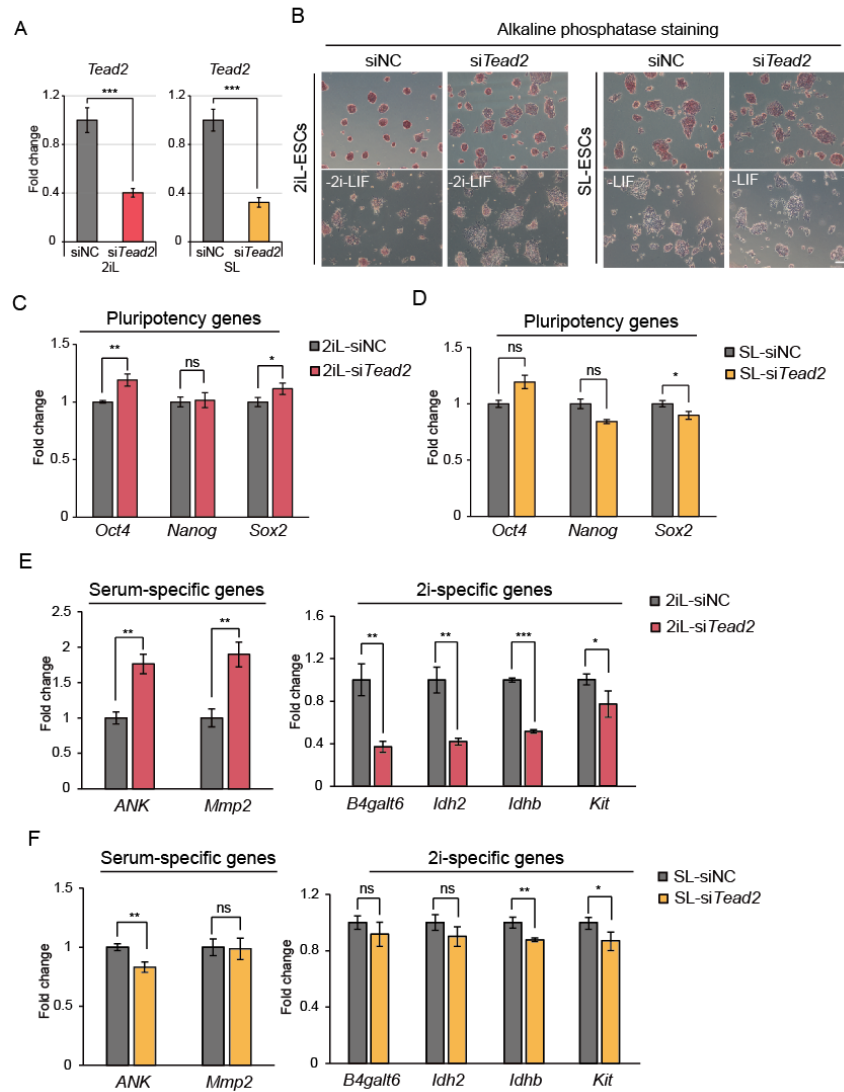 A
Tead2
Tead2
Fold change
1.2
0.8
0.4
0
***
siNC siTead2
2iL
1.2
0.8
0.4
0
***
siNC siTead2
SL
B
Alkaline phosphatase staining
siNC
siTead2
siNC
siTead2
2iL-ESCs
-2i-LIF
-2i-LIF
SL-ESCs
-LIF
-LIF
C
Pluripotency genes
Fold change
1.5
1
0.5
0
**
ns
*
Oct4 Nanog Sox2
2iL-siNC
2iL-siTead2
D
Pluripotency genes
Fold change
1.5
1
0.5
0
ns
ns
*
Oct4 Nanog Sox2
SL-siNC
SL-siTead2
E
Serum-specific genes
Fold change
2.5
2
1.5
1
0.5
0
**
**
ANK Mmp2
2i-specific genes
Fold change
1.6
1.2
0.8
0.4
0
**
**
***
*
B4galt6 Idh2 Idhb Kit
2iL-siNC
2iL-siTead2
F
Serum-specific genes
Fold change
1.5
1
0.5
0
**
ns
ANK Mmp2
2i-specific genes
Fold change
1.2
0.8
0.4
0
ns
ns
**
*
B4galt6 Idh2 Idhb Kit
SL-siNC
SL-siTead2